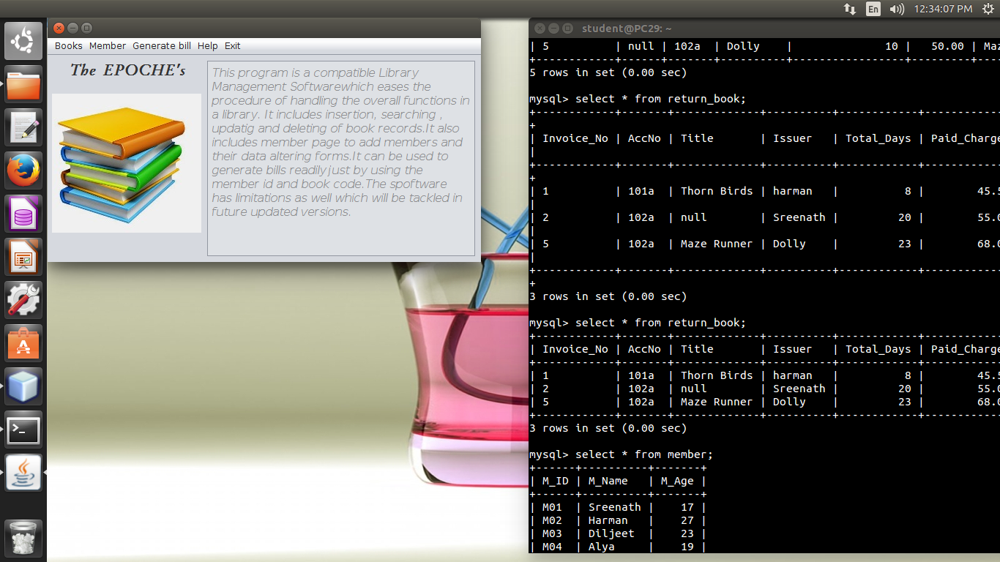 En 12:34:07 PM
Books Member Generate bill Help Exit
The EPOCHE's
This program is a compatible Library
Management Softwarewhich eases the
procedure of handling the overall functions in
a library. It includes insertion, searching ,
updatig and deleting of book records.It also
includes member page to add members and
their data altering forms.It can be used to
generate bills readily just by using the
member id and book code.The spoftware
has limitations as well which will be tackled in
future updated versions.
student@PC29: ~
| 5 | null | 102a | Dolly | 10 | 50.00 | Maz
+-------------+------+-------+-----------+-----------------+---------+----
5 rows in set (0.00 sec)
mysql> select * from return_book;
+------------+-------+-------------+----------+------------+------------
+
| Invoice_No | AccNo | Title | Issuer | Total_Days | Paid_Charge
|
+------------+-------+-------------+----------+------------+------------
+
| 1 | 101a | Thorn Birds | harman | 8 | 45.5
|
| 2 | 102a | null | Sreenath | 20 | 55.0
|
| 5 | 102a | Maze Runner | Dolly | 23 | 68.0
|
+------------+-------+-------------+----------+------------+------------
+
3 rows in set (0.00 sec)
mysql> select * from return_book;
+------------+-------+-------------+----------+------------+------------
| Invoice_No | AccNo | Title | Issuer | Total_Days | Paid_Charge
+------------+-------+-------------+----------+------------+------------
| 1 | 101a | Thorn Birds | harman | 8 | 45.5
| 2 | 102a | null | Sreenath | 20 | 55.0
| 5 | 102a | Maze Runner | Dolly | 23 | 68.0
+------------+-------+-------------+----------+------------+------------
3 rows in set (0.00 sec)
mysql> select * from member;
+------+----------+-------+
| M_ID | M_Name | M_Age |
+------+----------+-------+
| M01 | Sreenath | 17 |
| M02 | Harman | 27 |
| M03 | Diljeet | 23 |
| M04 | Alya | 19 |